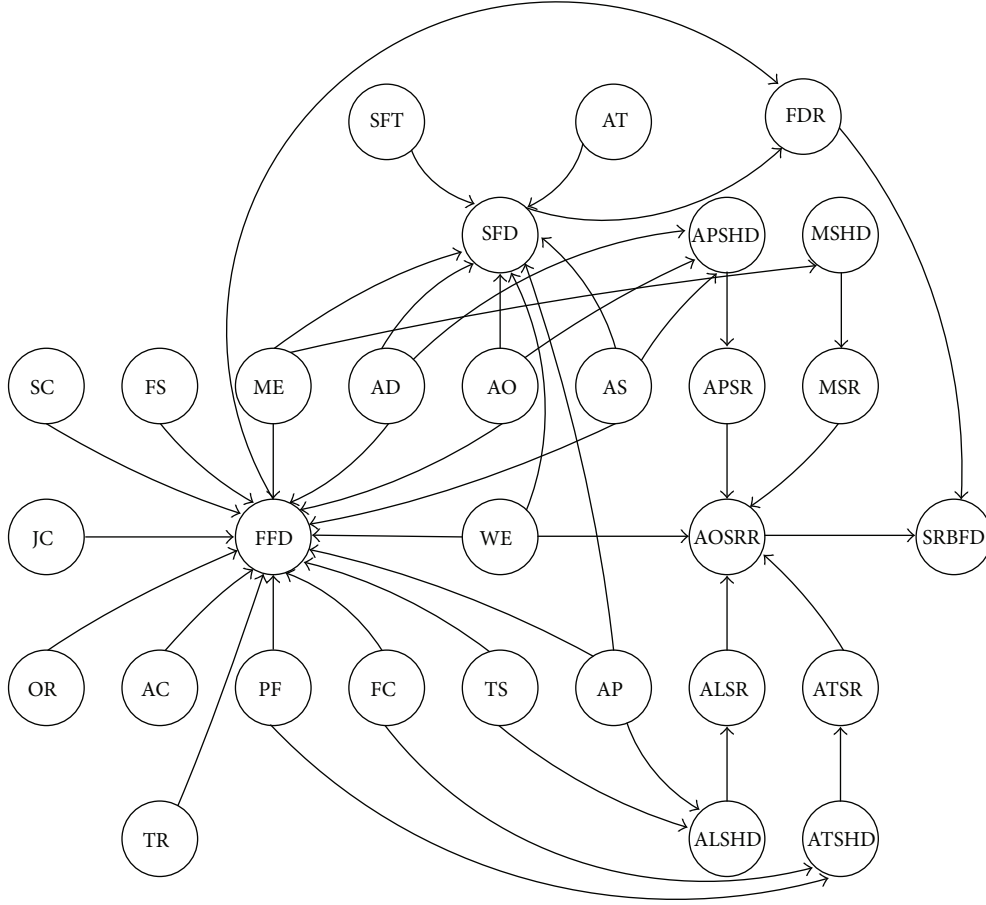 SFT
AT
FDR
SFD
APSHD
MSHD
SC
FS
ME
AD
AO
AS
APSR
MSR
JC
FFD
WE
AOSRR
SRBFD
OR
AC
PF
FC
TS
AP
ALSR
ATSR
TR
ALSHD
ATSHD